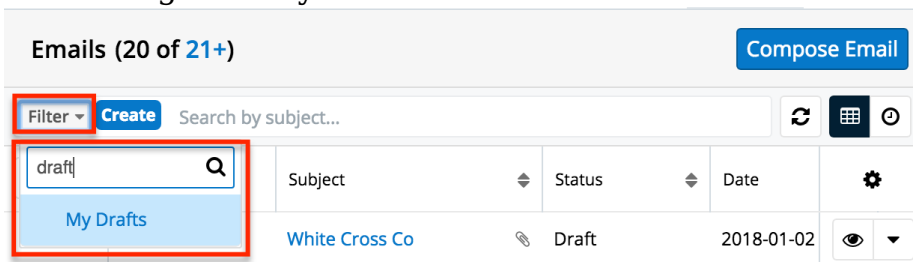 Emails (20 of 21+)
Compose Email
Filter
Create
Search by subject...
draft
My Drafts
Subject
Status
Date
White Cross Co
Draft
2018-01-02